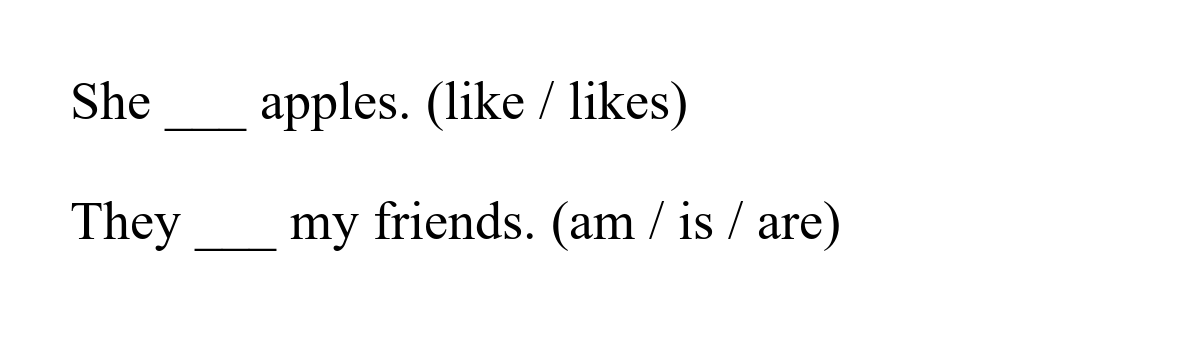 She ___ apples. (like / likes)
They ___ my friends. (am / is / are)